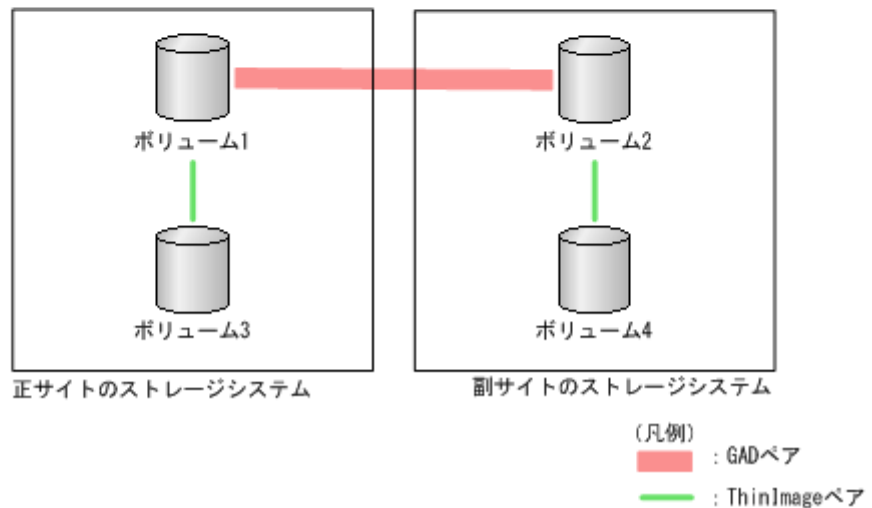 ボリューム1
ボリューム2
ボリューム3
ボリューム4
正サイトのストレージシステム
副サイトのストレージシステム
(凡例)
: GADペア
: ThinImageペア